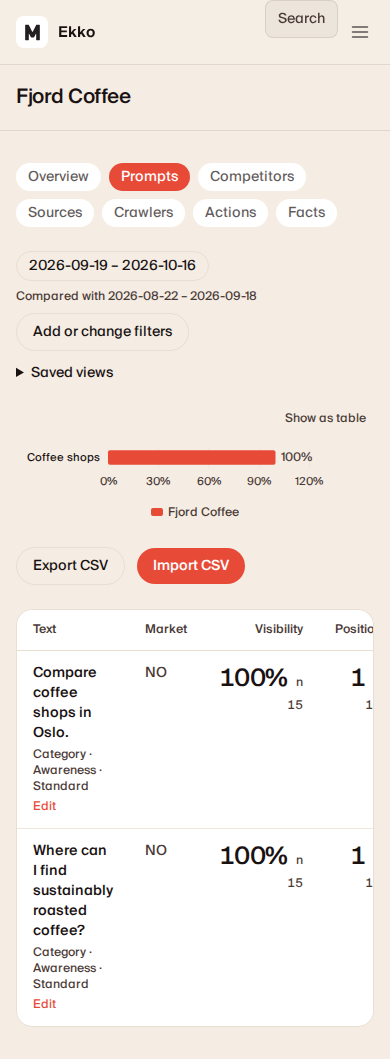 M Ekko
Search
Fjord Coffee
Overview Prompts Competitors
Sources Crawlers Actions Facts
2026-09-19 – 2026-10-16
Compared with 2026-08-22 – 2026-09-18
Add or change filters
Saved views
Show as table
Coffee shops 100%
0% 30% 60% 90% 120%
Fjord Coffee
Export CSV Import CSV
Text Market Visibility Positio
Compare NO 100% n 1
coffee 15 1
shops in
Oslo.
Category ·
Awareness ·
Standard
Edit
Where can NO 100% n 1
I find 15 1
sustainably
roasted
coffee?
Category ·
Awareness ·
Standard
Edit